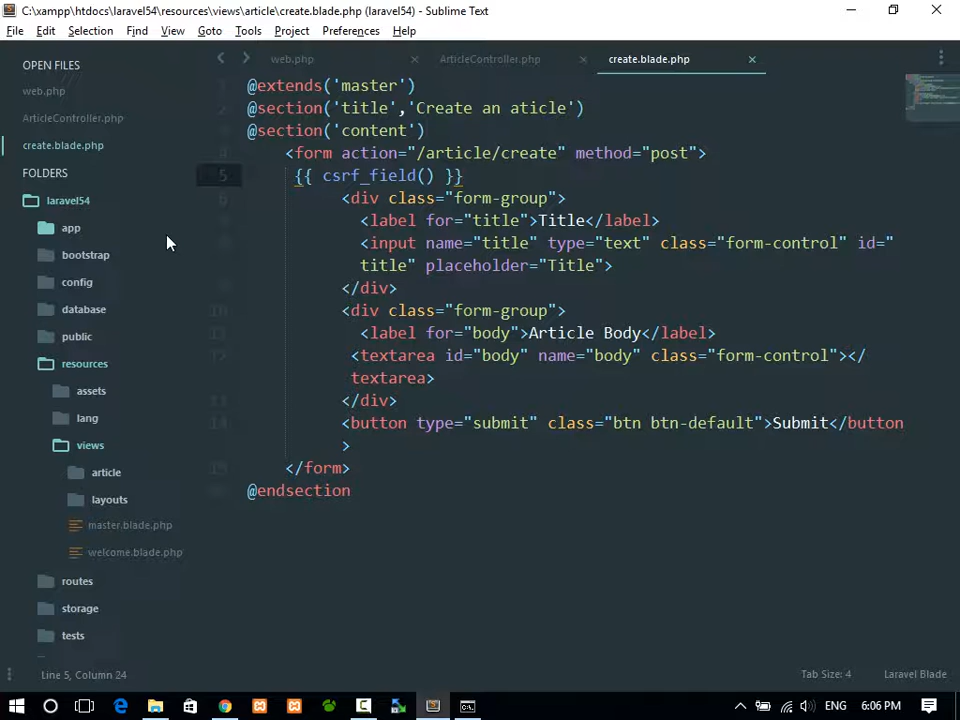 C:\xampp\htdocs\laravel54\resources\views\article\create.blade.php (laravel54) - Sublime Text
File Edit Selection Find View Goto Tools Project Preferences Help
OPEN FILES
web.php
ArticleController.php
create.blade.php
FOLDERS
laravel54
app
bootstrap
config
database
public
resources
assets
lang
views
article
layouts
master.blade.php
welcome.blade.php
routes
storage
tests
web.php ArticleController.php create.blade.php
@extends('master')
@section('title','Create an aticle')
@section('content')
<form action="/article/create" method="post">
5 {{ csrf_field() }}
<div class="form-group">
<label for="title">Title</label>
<input name="title" type="text" class="form-control" id="
title" placeholder="Title">
</div>
<div class="form-group">
<label for="body">Article Body</label>
<textarea id="body" name="body" class="form-control"></
textarea>
</div>
<button type="submit" class="btn btn-default">Submit</button
>
</form>
@endsection
Line 5, Column 24
Tab Size: 4 Laravel Blade
ENG 6:06 PM